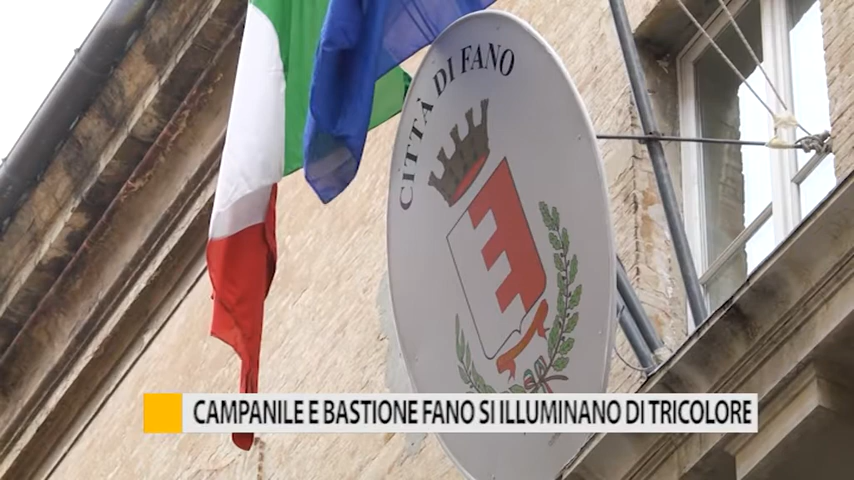 CITTÀ DI FANO
CAMPANILE E BASTIONE FANO SI ILLUMINANO DI TRICOLORE